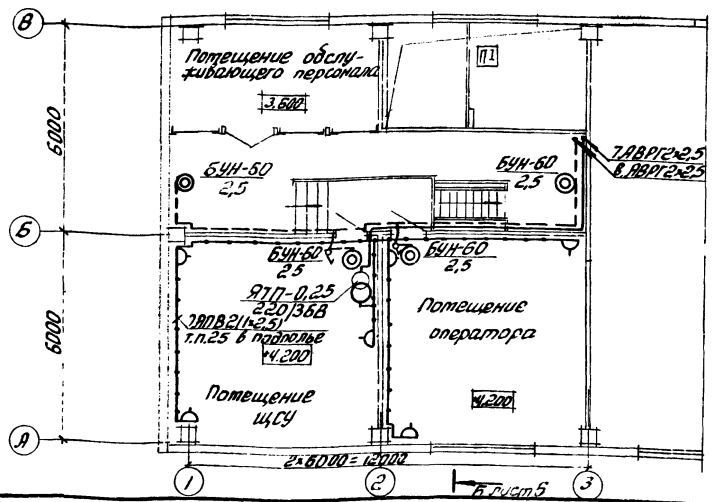 В
Помещение обслу-
живающего персонала
3.600
П1
6000
БУН-60
2,5
БУН-60
2,5
7.АВРГ2×2,5
8.АВРГ2×2,5
Б
БУН-60
2,5
БУН-60
2,5
ЯТП-0,25
220/36В
7АПВ2(1×2,5)
т.п.25 в подполье
4.200
Помещение
оператора
6000
Помещение
ЩСУ
4.200
А
2×6000=12000
1
2
3
Б лист 5